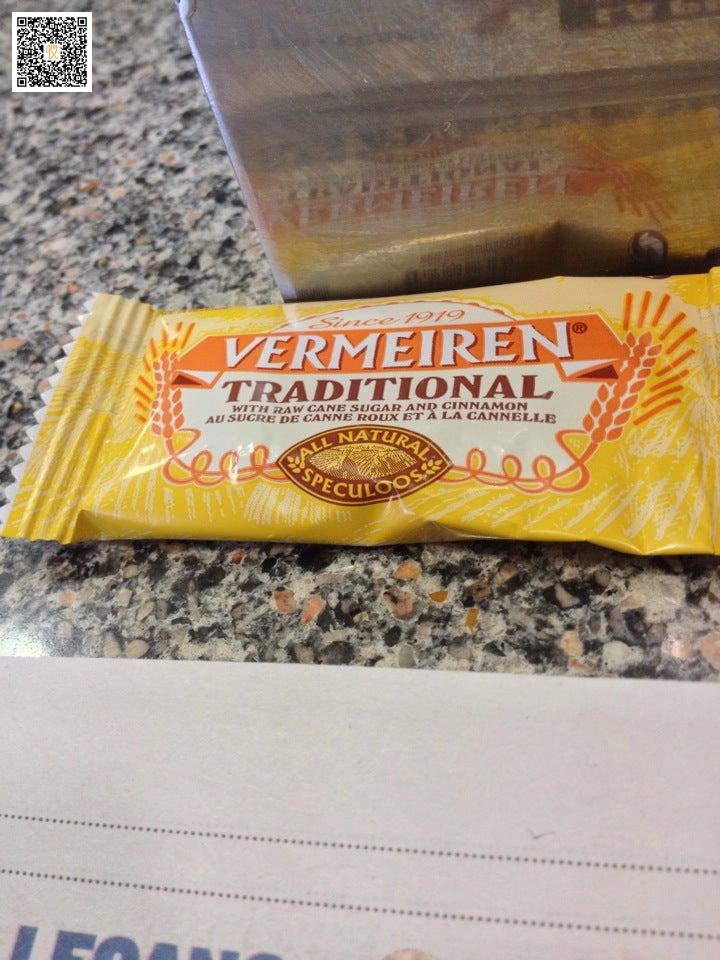 Since 1919
VERMEIREN®
TRADITIONAL
WITH RAW CANE SUGAR AND CINNAMON
AU SUCRE DE CANNE ROUX ET À LA CANNELLE
ALL NATURAL
SPECULOOS